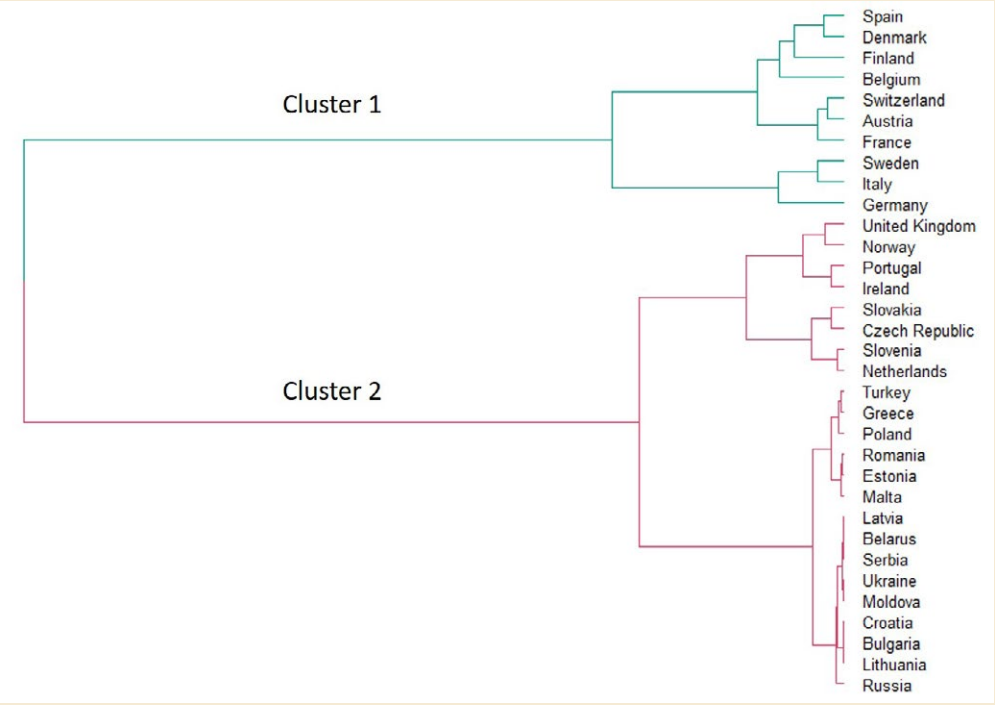 Spain
Denmark
Finland
Belgium
Cluster 1
Switzerland
Austria
France
Sweden
Italy
Germany
United Kingdom
Norway
Portugal
Ireland
Slovakia
Czech Republic
Slovenia
Netherlands
Cluster 2
Turkey
Greece
Poland
Romania
Estonia
Malta
Latvia
Belarus
Serbia
Ukraine
Moldova
Croatia
Bulgaria
Lithuania
Russia